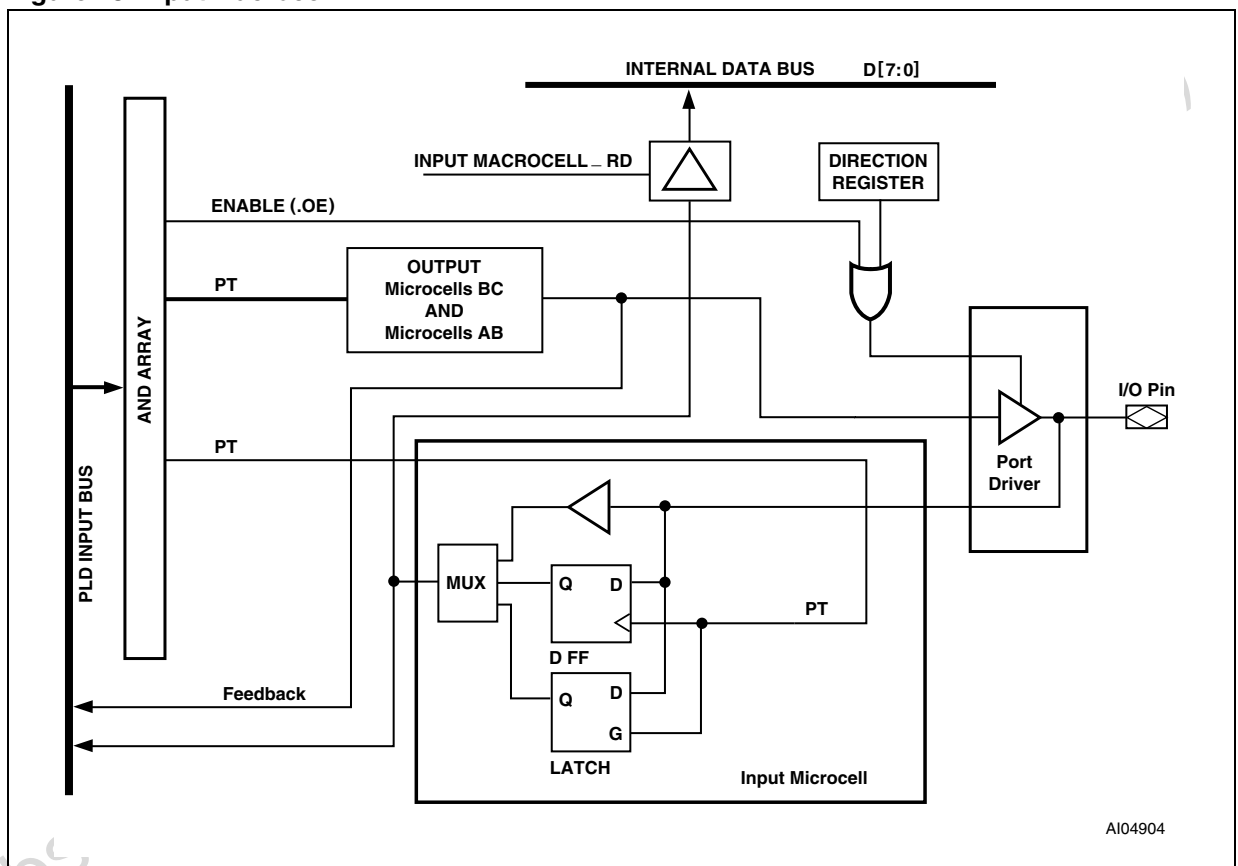 INTERNAL DATA BUS D[7:0]
INPUT MACROCELL _ RD
DIRECTION
REGISTER
ENABLE (.OE)
PT
OUTPUT
Microcells BC
AND
Microcells AB
AND ARRAY
PLD INPUT BUS
I/O Pin
Port
Driver
PT
MUX
Q D
PT
D FF
Q D
G
LATCH
Feedback
Input Microcell
AI04904